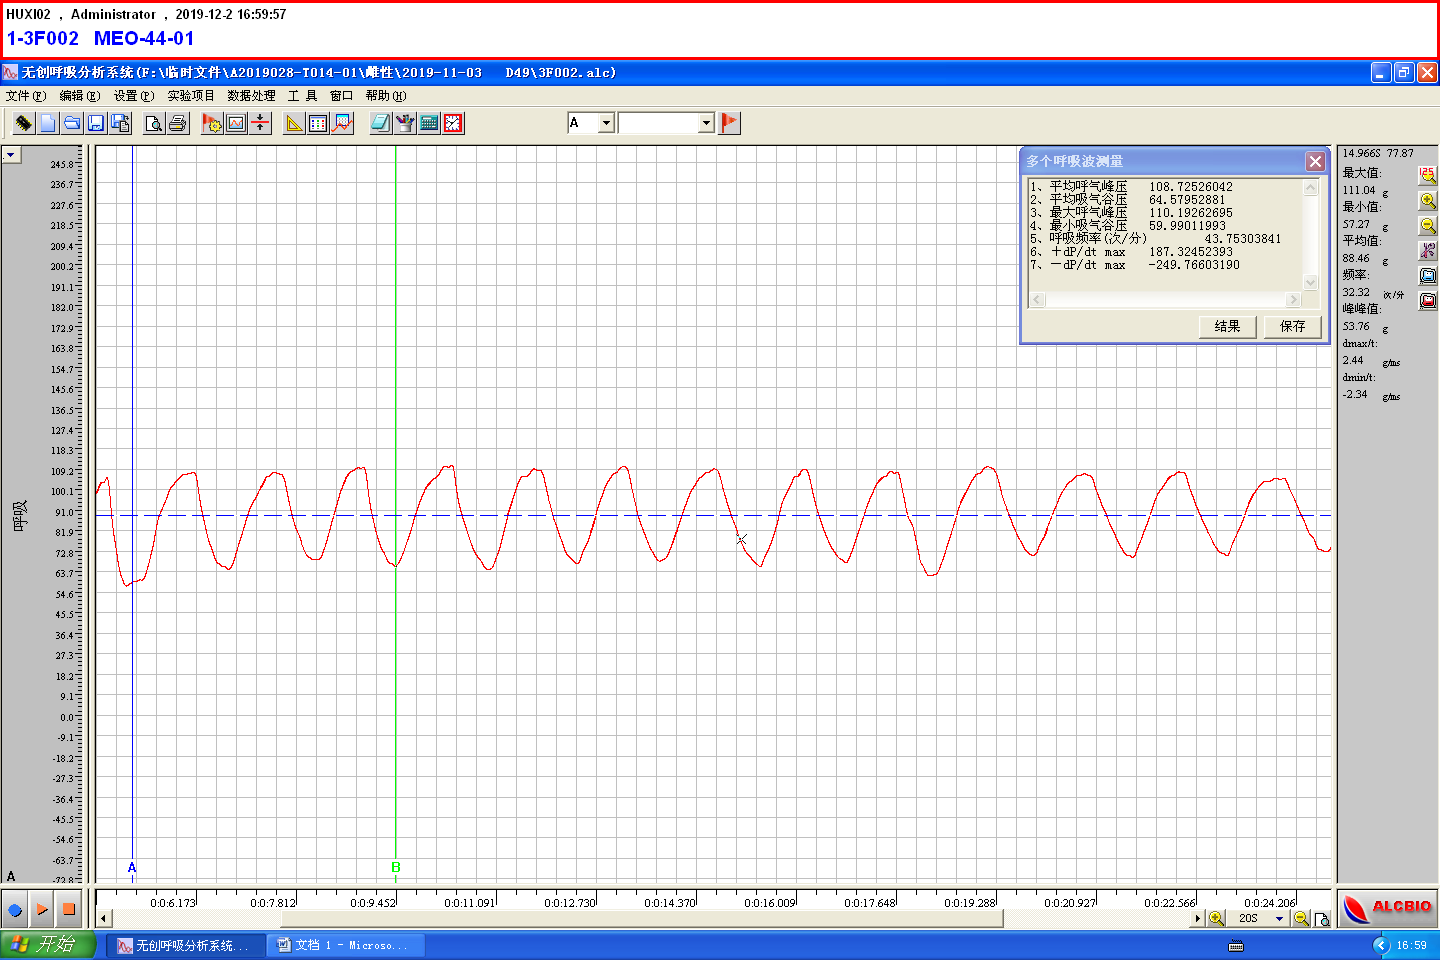 HUXI02 , Administrator , 2019-12-2 16:59:57
1-3F002 MEO-44-01
无创呼吸分析系统(F:\临时文件\A2019028-T014-01\雌性\2019-11-03 D49\3F002.alc)
文件(F) 编辑(E) 设置(P) 实验项目 数据处理 工 具 窗口 帮助(H)
A
245.8
236.7
227.6
218.5
209.4
200.2
191.1
182.0
172.9
163.8
154.7
145.6
136.5
127.4
118.3
109.2
100.1
91.0
81.9
72.8
63.7
54.6
45.5
36.4
27.3
18.2
9.1
0.0
-9.1
-18.2
-27.3
-36.4
-45.5
-54.6
-63.7
-72.8
呼吸
A
A
B
多个呼吸波测量
1、平均呼气峰压 108.72526042
2、平均吸气谷压 64.57952881
3、最大呼气峰压 110.19262695
4、最小吸气谷压 59.99011993
5、呼吸频率(次/分) 43.75303841
6、＋dP/dt max 187.32452393
7、－dP/dt max -249.76603190
结果 保存
14.966S 77.87
最大值:
111.04 g
最小值:
57.27 g
平均值:
88.46 g
频率:
32.32 次/分
峰峰值:
53.76 g
dmax/t:
2.44 g/ms
dmin/t:
-2.34 g/ms
125
0:0:6.173 0:0:7.812 0:0:9.452 0:0:11.091 0:0:12.730 0:0:14.370 0:0:16.009 0:0:17.648 0:0:19.288 0:0:20.927 0:0:22.566 0:0:24.206
20S
ALCBIO
开始 无创呼吸分析系统... 文档 1 - Microso... 16:59